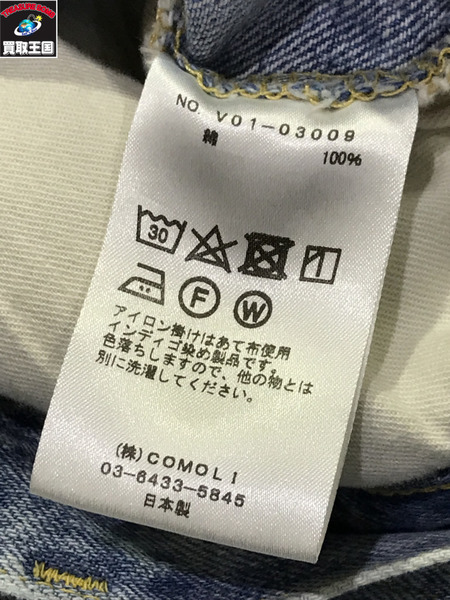 買取王国
NO. V01-03009
綿 100%
30
F W
アイロン掛けはあて布使用
インディゴ染め製品です。
色落ちしますので、他の物とは
別に洗濯してください。
(株)COMOLI
03-6433-5845
日本製